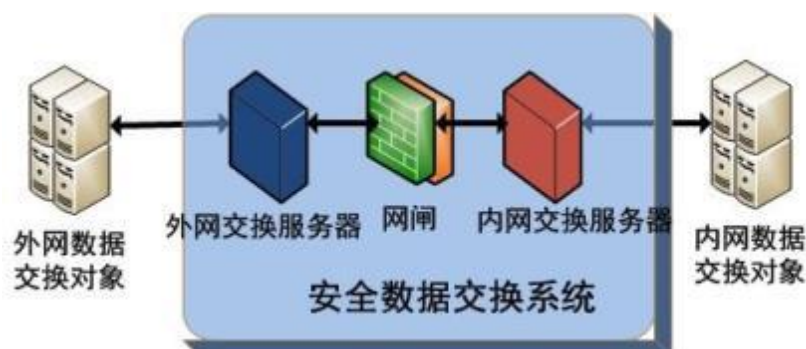 外网交换服务器
网闸
内网交换服务器
外网数据
交换对象
内网数据
交换对象
安全数据交换系统